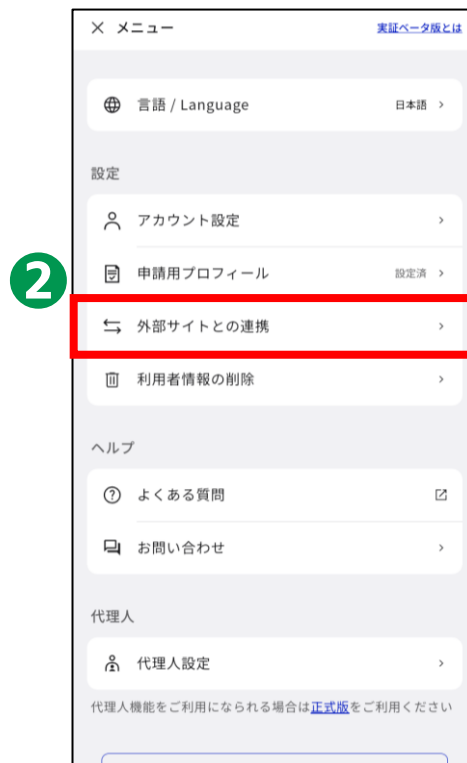 × メニュー 実証ベータ版とは
言語 / Language 日本語 >
設定
アカウント設定 >
2
申請用プロフィール 設定済 >
外部サイトとの連携 >
利用者情報の削除 >
ヘルプ
よくある質問
お問い合わせ >
代理人
代理人設定 >
代理人機能をご利用になられる場合は正式版をご利用ください